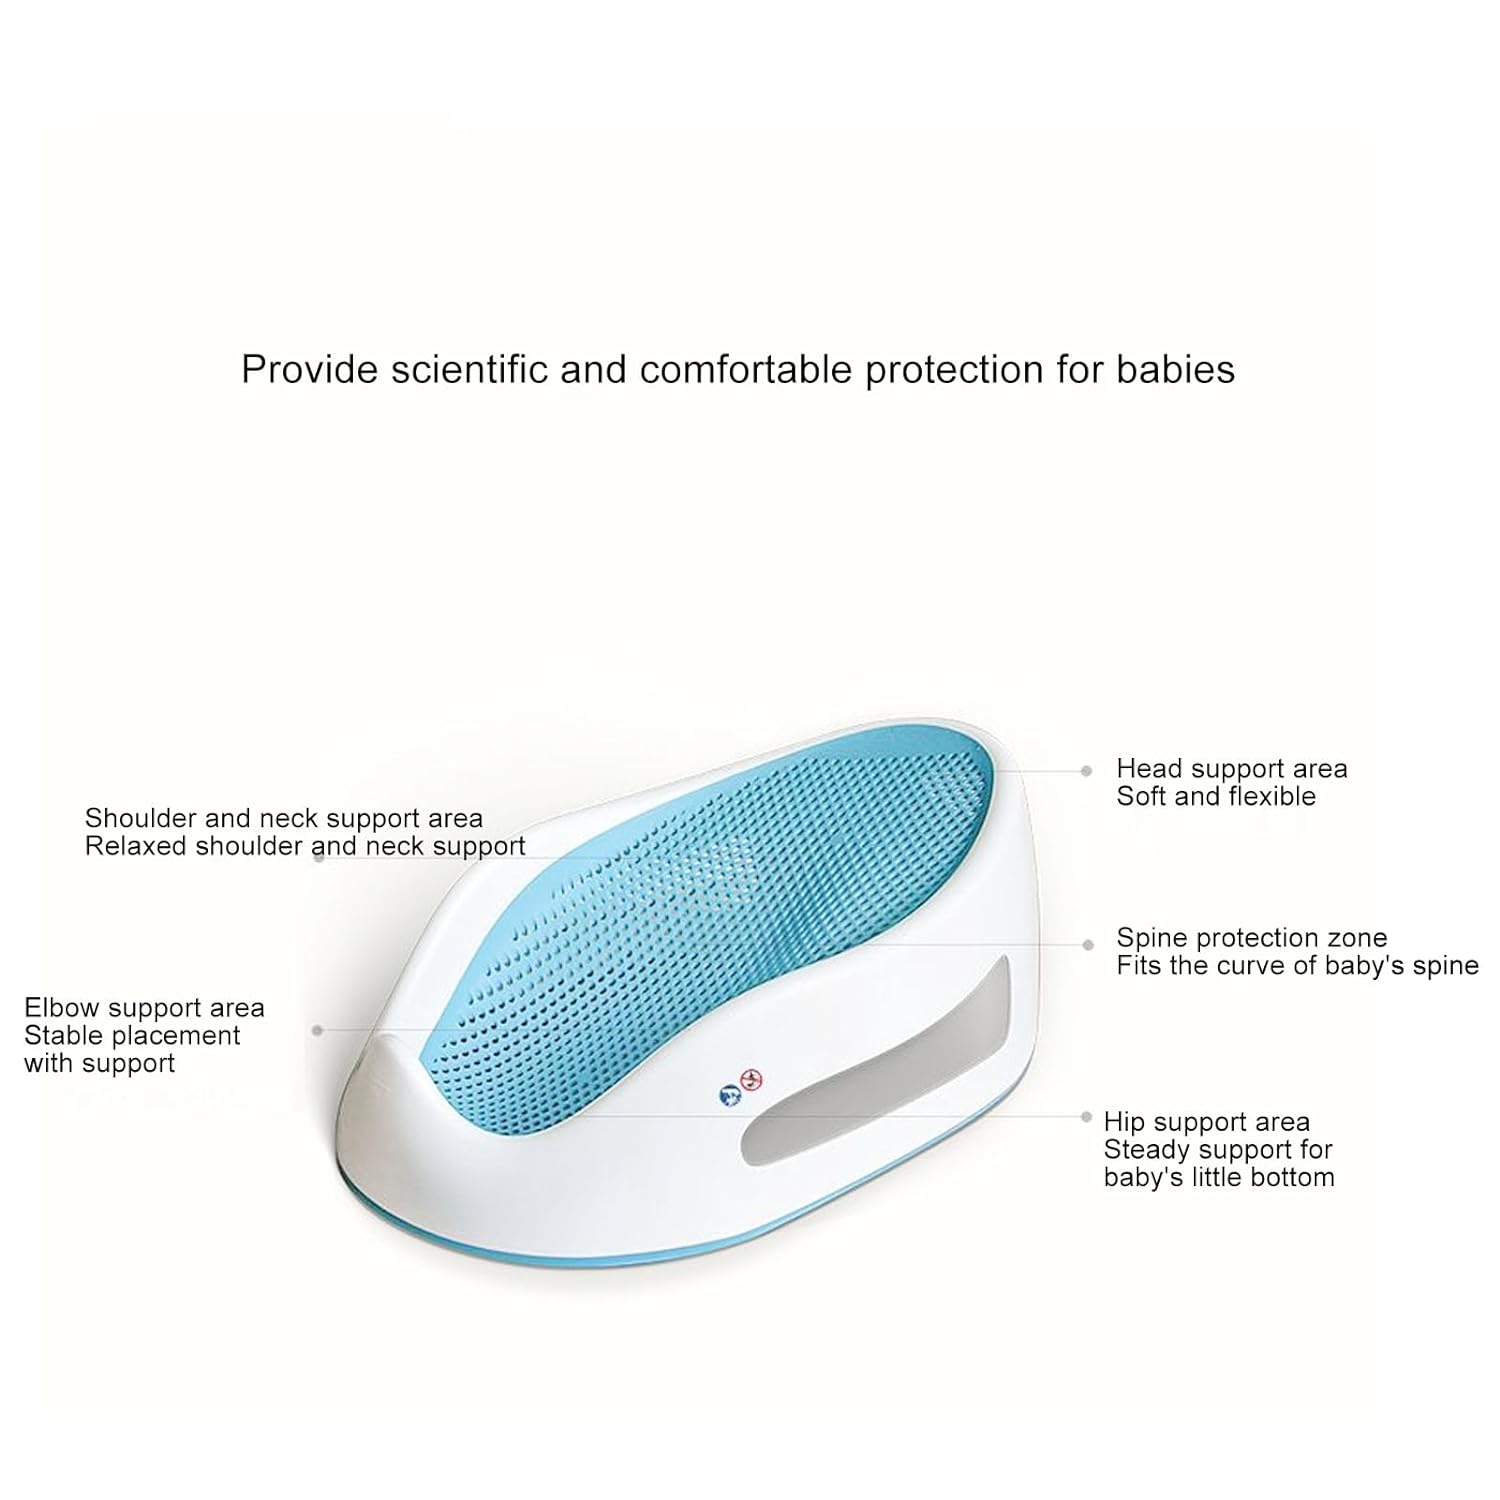 Provide scientific and comfortable protection for babies
Head support area
Soft and flexible
Shoulder and neck support area
Relaxed shoulder and neck support
Spine protection zone
Fits the curve of baby's spine
Elbow support area
Stable placement
with support
Hip support area
Steady support for
baby's little bottom